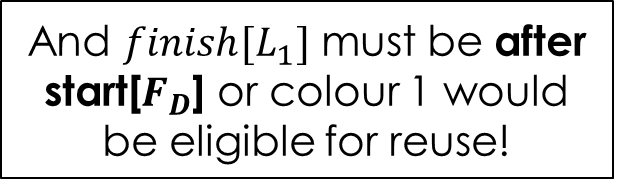 And 𝑓𝑖𝑛𝑖𝑠ℎ[𝐿₁] must be after
start[𝑭_𝑫] or colour 1 would
be eligible for reuse!